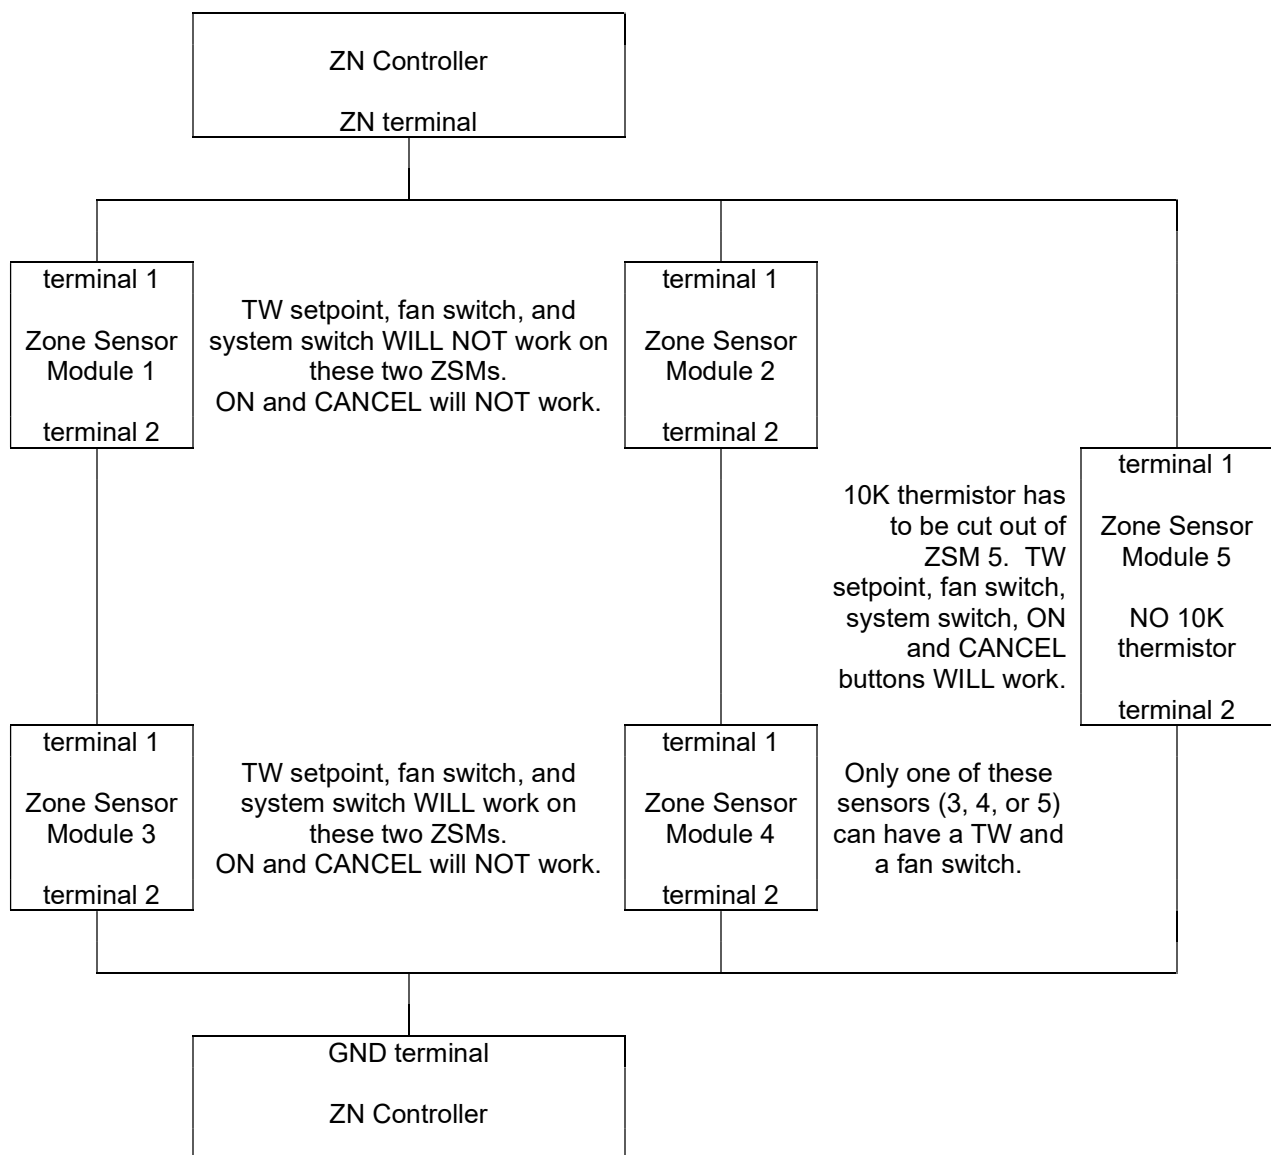 ZN Controller
ZN terminal
terminal 1
Zone Sensor
Module 1
terminal 2
TW setpoint, fan switch, and
system switch WILL NOT work on
these two ZSMs.
ON and CANCEL will NOT work.
terminal 1
Zone Sensor
Module 2
terminal 2
10K thermistor has
to be cut out of
ZSM 5.  TW
setpoint, fan switch,
system switch, ON
and CANCEL
buttons WILL work.
terminal 1
Zone Sensor
Module 5
NO 10K
thermistor
terminal 2
terminal 1
Zone Sensor
Module 3
terminal 2
TW setpoint, fan switch, and
system switch WILL work on
these two ZSMs.
ON and CANCEL will NOT work.
terminal 1
Zone Sensor
Module 4
terminal 2
Only one of these
sensors (3, 4, or 5)
can have a TW and
a fan switch.
GND terminal
ZN Controller